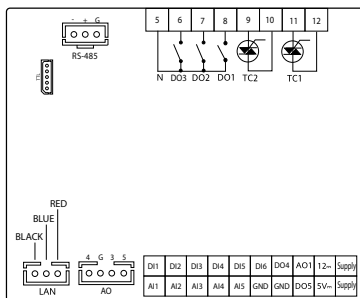 - + G
RS-485
5 6 7 8 9 10 11 12
N DO3 DO2 DO1 TC2 TC1
RED
BLUE
BLACK
LAN
4 G 3 5
AO
DI1 DI2 DI3 DI4 DI5 DI6 DO4 AO1 12⎓ Supply
AI1 AI2 AI3 AI4 AI5 GND GND DO5 5V⎓ Supply